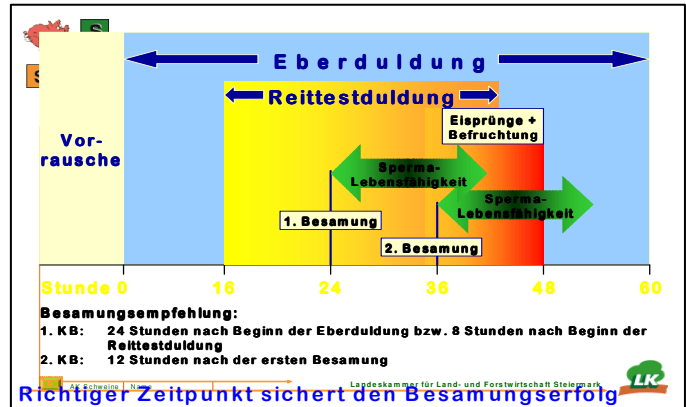 S
S
Eberduldung
Reittestduldung
Eisprünge +
Befruchtung
Vor-
rausche
Sperma-
Lebensfähigkeit
Sperma-
Lebensfähigkeit
1. Besamung
2. Besamung
Stunde 0 16 24 36 48 60
Besamungsempfehlung:
1. KB: 24 Stunden nach Beginn der Eberduldung bzw. 8 Stunden nach Beginn der
Reittestduldung
2. KB: 12 Stunden nach der ersten Besamung
AK Schweine Name Landeskammer für Land- und Forstwirtschaft Steiermark
LK
Richtiger Zeitpunkt sichert den Besamungserfolg